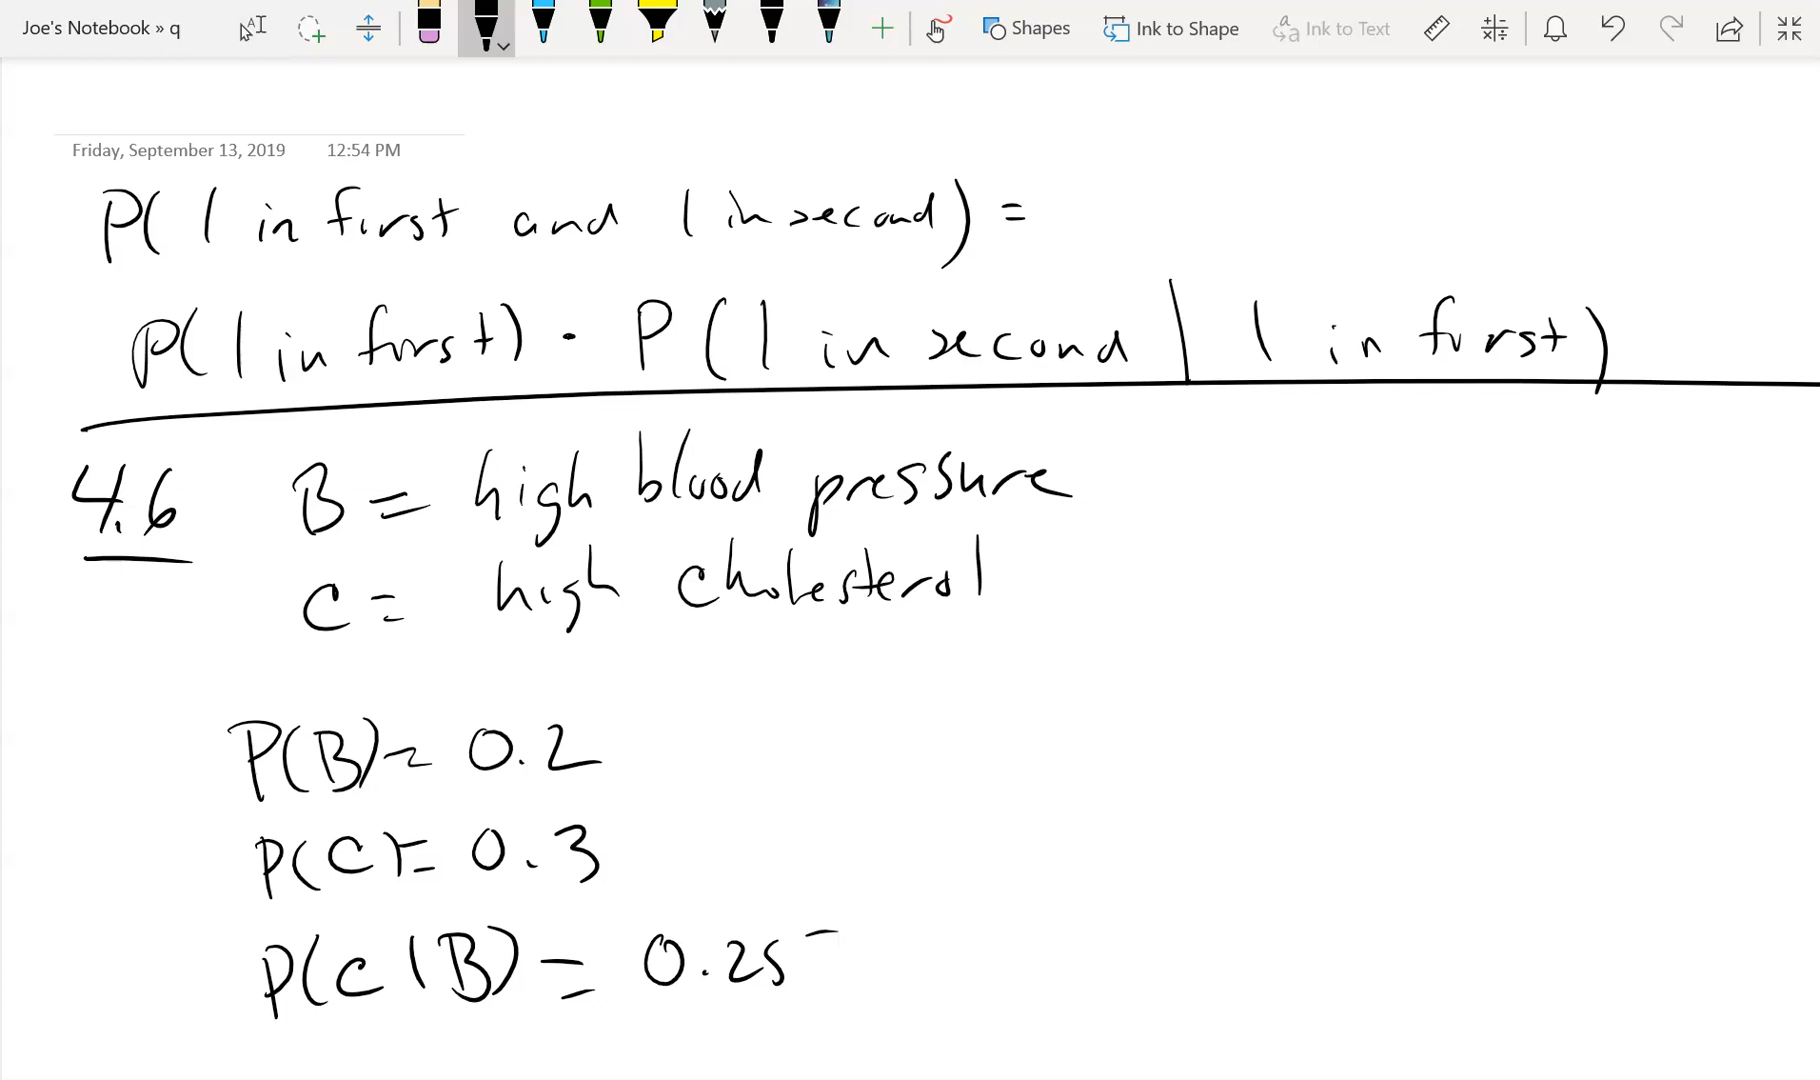 Joe's Notebook » q
Shapes Ink to Shape Ink to Text
Friday, September 13, 2019 12:54 PM
P( 1 in first and 1 in second) =
P( 1 in first) · P( 1 in second | 1 in first)
4.6 B = high blood pressure
C = high cholesterol
P(B) = 0.2
P(C) = 0.3
P(C|B) = 0.25